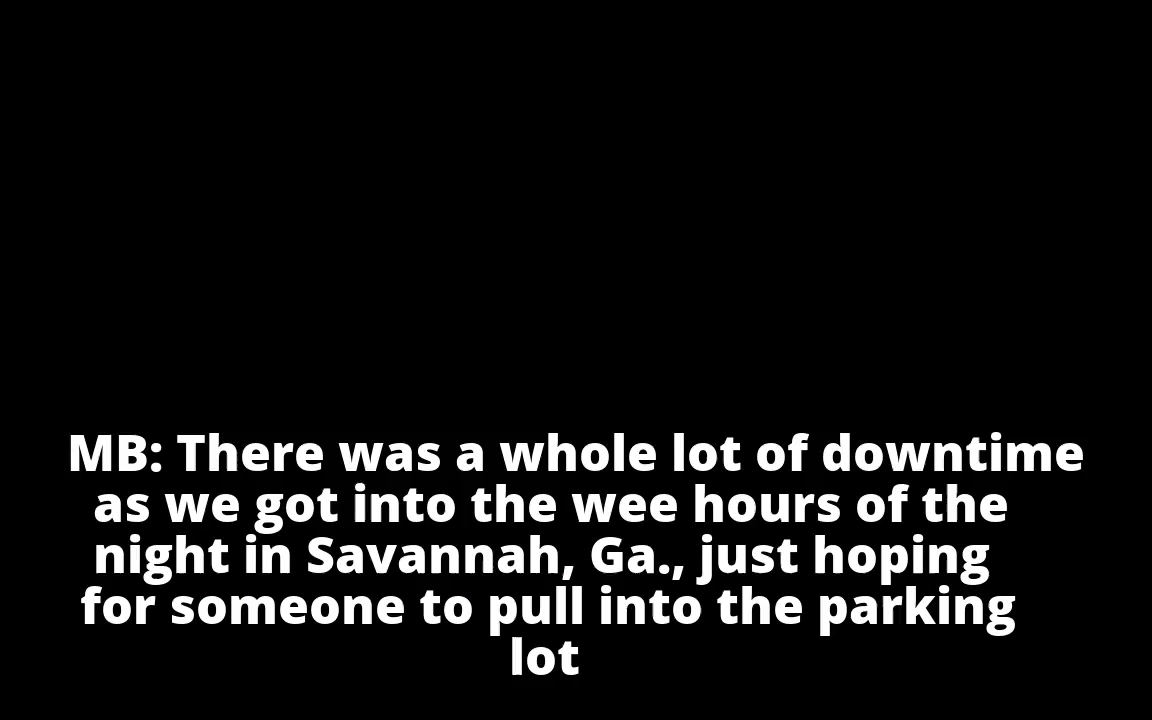 MB: There was a whole lot of downtime
as we got into the wee hours of the
night in Savannah, Ga., just hoping
for someone to pull into the parking
lot